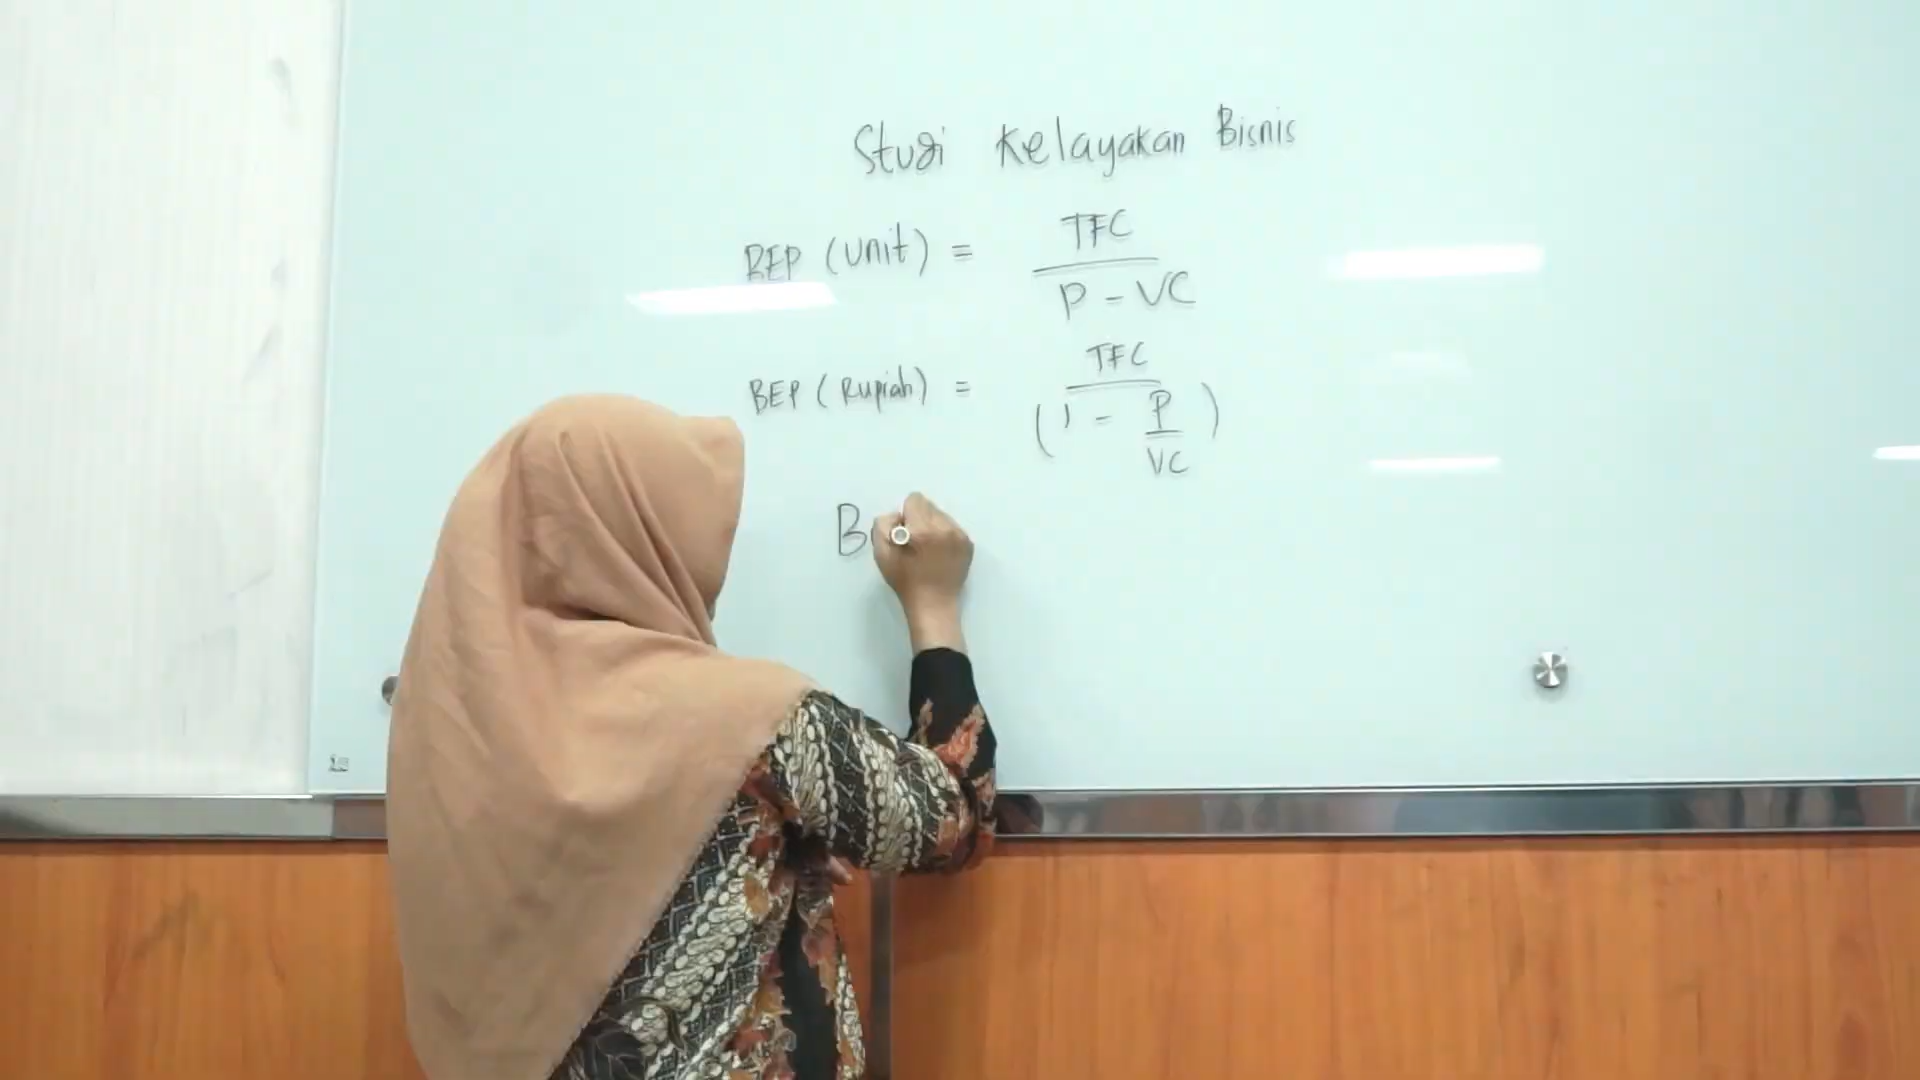 Studi Kelayakan Bisnis
BEP (Unit) = TFC / P - VC
BEP (Rupiah) = TFC / (1 - P / VC)
B